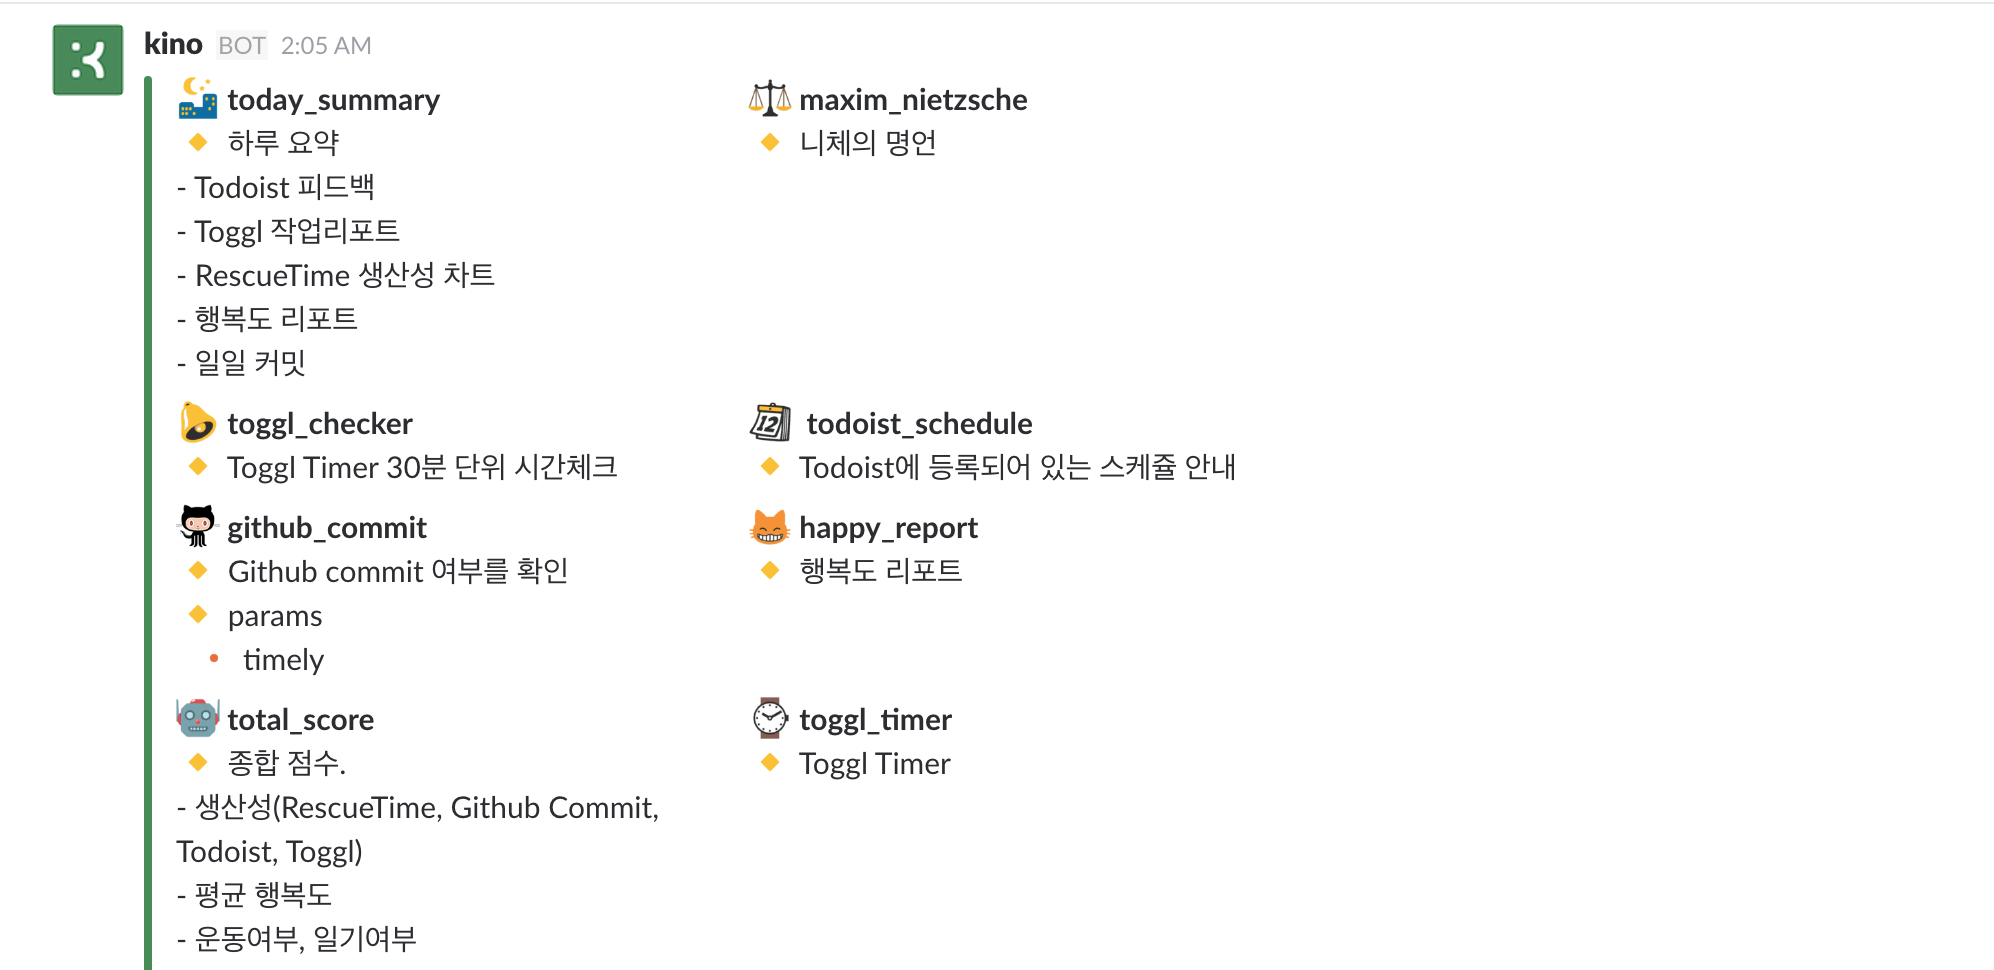 kino BOT 2:05 AM
today_summary
하루 요약
- Todoist 피드백
- Toggl 작업리포트
- RescueTime 생산성 차트
- 행복도 리포트
- 일일 커밋
maxim_nietzsche
니체의 명언
toggl_checker
Toggl Timer 30분 단위 시간체크
todoist_schedule
Todoist에 등록되어 있는 스케쥴 안내
github_commit
Github commit 여부를 확인
params
timely
happy_report
행복도 리포트
total_score
종합 점수.
- 생산성(RescueTime, Github Commit,
Todoist, Toggl)
- 평균 행복도
- 운동여부, 일기여부
toggl_timer
Toggl Timer